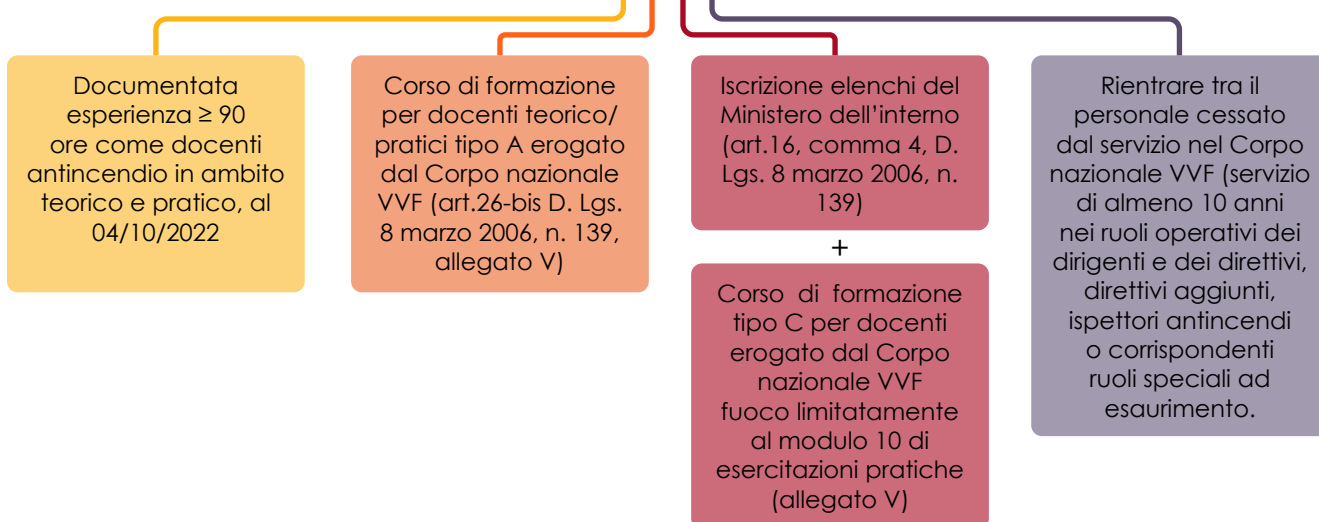 Documentata
esperienza ≥ 90
ore come docenti
antincendio in ambito
teorico e pratico, al
04/10/2022
Corso di formazione
per docenti teorico/
pratici tipo A erogato
dal Corpo nazionale
VVF (art.26-bis D. Lgs.
8 marzo 2006, n. 139,
allegato V)
Iscrizione elenchi del
Ministero dell'interno
(art.16, comma 4, D.
Lgs. 8 marzo 2006, n.
139)
+
Corso di formazione
tipo C per docenti
erogato dal Corpo
nazionale VVF
fuoco limitatamente
al modulo 10 di
esercitazioni pratiche
(allegato V)
Rientrare tra il
personale cessato
dal servizio nel Corpo
nazionale VVF (servizio
di almeno 10 anni
nei ruoli operativi dei
dirigenti e dei direttivi,
direttivi aggiunti,
ispettori antincendi
o corrispondenti
ruoli speciali ad
esaurimento.